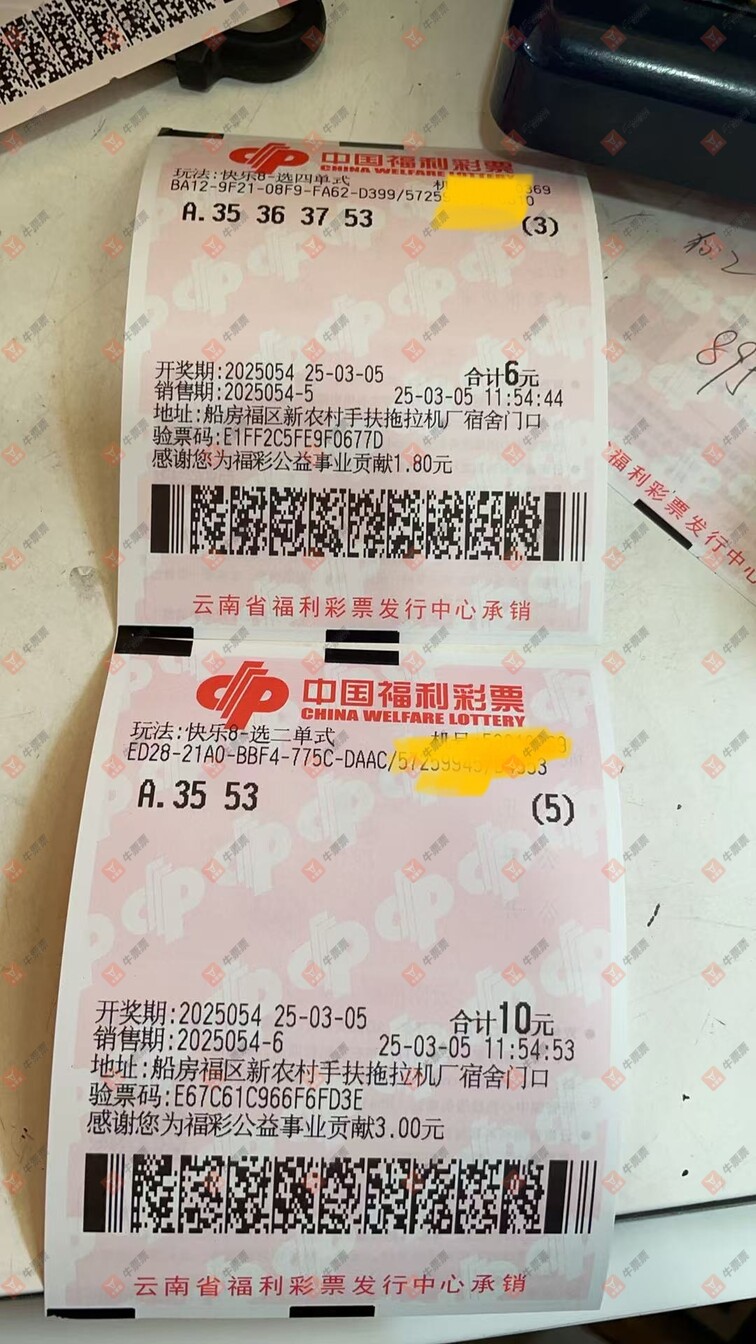 中国福利彩票
CHINA WELFARE LOTTERY
玩法:快乐8-选四单式 机
BA12-9F21-08F9-FA62-D399/5725
A.35 36 37 53 (3)
开奖期:2025054 25-03-05 合计6元
销售期:2025054-5 25-03-05 11:54:44
地址:船房福区新农村手扶拖拉机厂宿舍门口
验票码:E1FF2C5FE9F0677D
感谢您为福彩公益事业贡献1.80元
云南省福利彩票发行中心承销
中国福利彩票
CHINA WELFARE LOTTERY
玩法:快乐8-选二单式
ED28-21A0-BBF4-775C-DAAC/
A.35 53 (5)
开奖期:2025054 25-03-05 合计10元
销售期:2025054-6 25-03-05 11:54:53
地址:船房福区新农村手扶拖拉机厂宿舍门口
验票码:E67C61C966F6FD3E
感谢您为福彩公益事业贡献3.00元
云南省福利彩票发行中心承销
福利彩票发行中心
牛票票